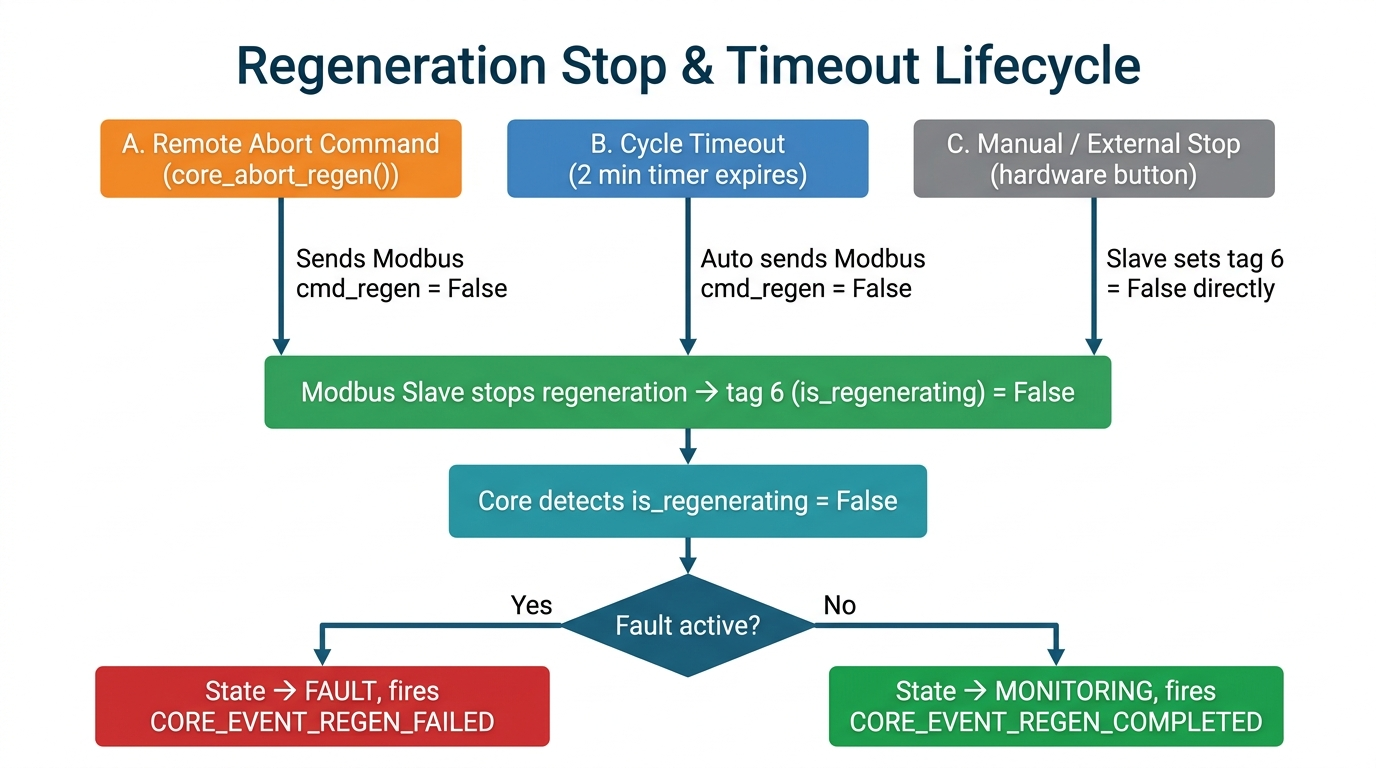 Regeneration Stop & Timeout Lifecycle
A. Remote Abort Command
(core_abort_regen())
B. Cycle Timeout
(2 min timer expires)
C. Manual / External Stop
(hardware button)
Sends Modbus
cmd_regen = False
Auto sends Modbus
cmd_regen = False
Slave sets tag 6
= False directly
Modbus Slave stops regeneration → tag 6 (is_regenerating) = False
Core detects is_regenerating = False
Fault active?
Yes
No
State → FAULT, fires
CORE_EVENT_REGEN_FAILED
State → MONITORING, fires
CORE_EVENT_REGEN_COMPLETED